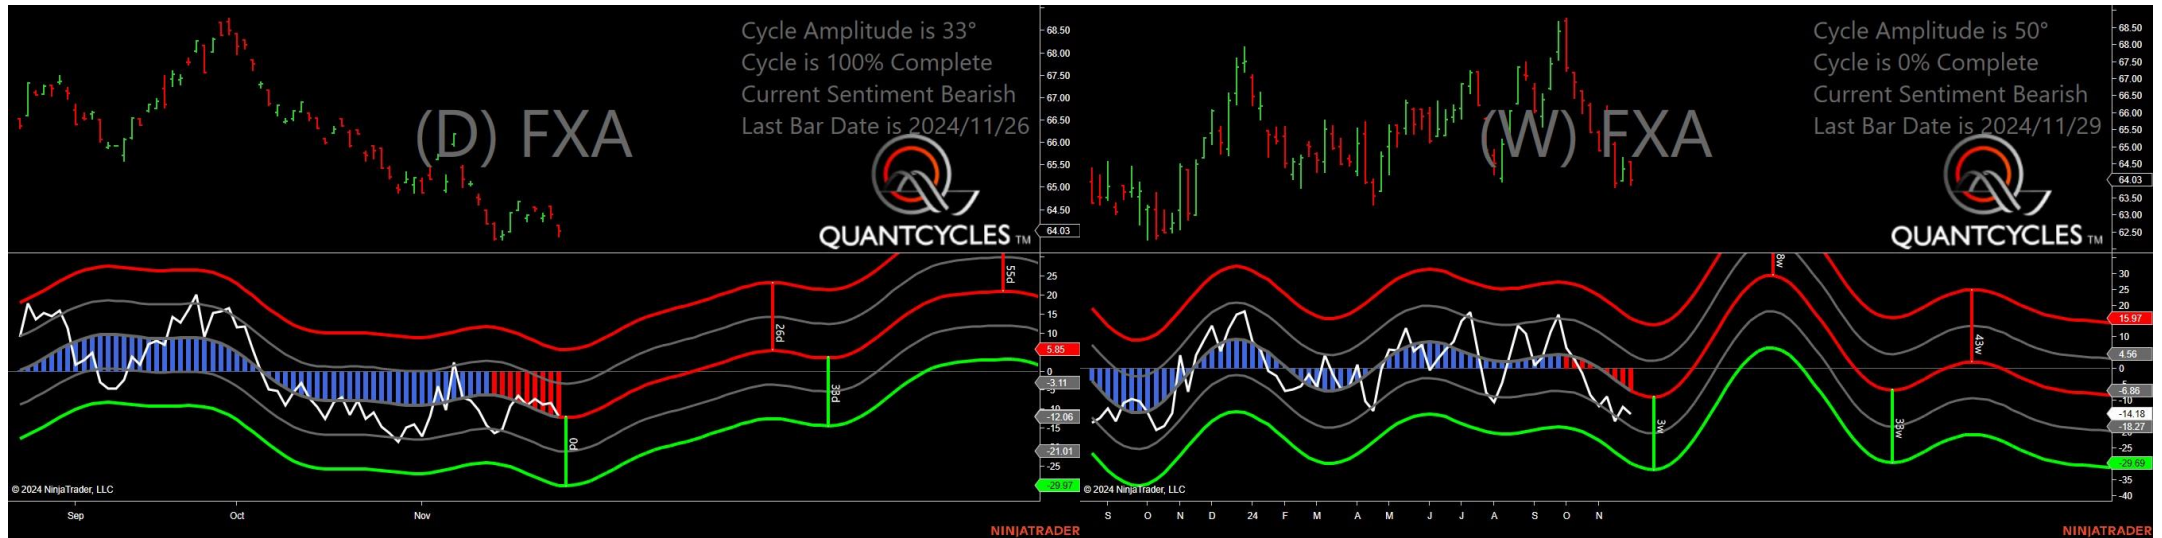 Cycle Amplitude is 33°
Cycle is 100% Complete
Current Sentiment Bearish
Last Bar Date is 2024/11/26
(D) FXA
QUANTCYCLES TM
68.50
68.00
67.50
67.00
66.50
66.00
65.50
65.00
64.50
64.03
55d
26d
33d
0d
25
20
15
10
5.85
0
-3.11
-5
-12.06
-15
-21.01
-25
-29.97
© 2024 NinjaTrader, LLC
Sep
Oct
Nov
NINJATRADER
Cycle Amplitude is 50°
Cycle is 0% Complete
Current Sentiment Bearish
Last Bar Date is 2024/11/29
(W) FXA
QUANTCYCLES TM
68.50
68.00
67.50
67.00
66.50
66.00
65.50
65.00
64.50
64.03
63.50
63.00
62.50
8w
43w
3w
33w
30
25
20
15.97
10
4.56
0
-6.86
-10
-14.18
-18.27
-25
-29.69
-35
-40
© 2024 NinjaTrader, LLC
S O N D 24 F M A M J J A S O N
NINJATRADER